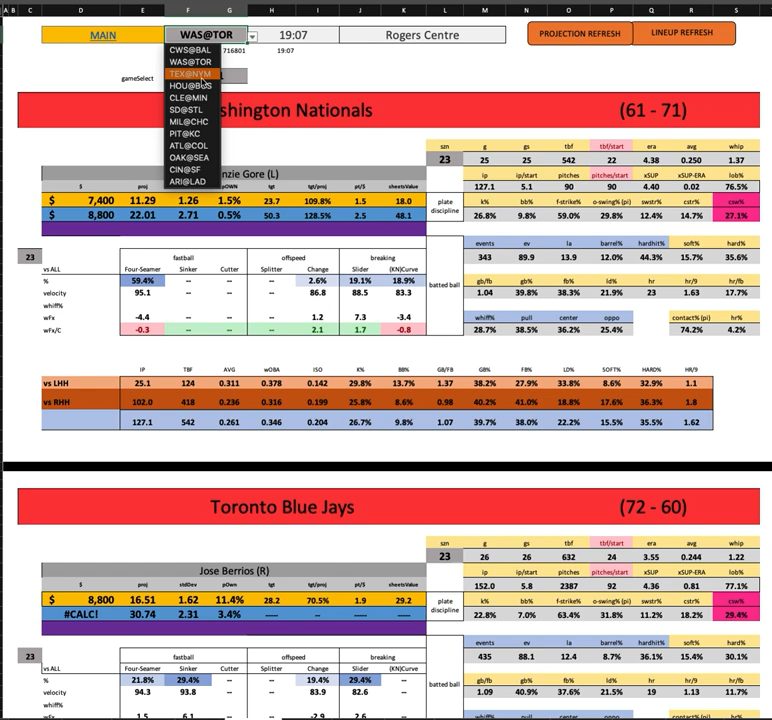 A B C D E F G H I J K L M N O P Q R S
MAIN WAS@TOR 19:07 Rogers Centre PROJECTION REFRESH LINEUP REFRESH
716801 19:07
CWS@BAL
WAS@TOR
TEX@NYM
HOU@BOS
CLE@MIN
SD@STL
MIL@CHC
PIT@KC
ATL@COL
OAK@SEA
CIN@SF
ARI@LAD
gameSelect
shington Nationals (61 - 71)
szn g gs tbf tbf/start era avg whip
23 25 25 542 22 4.38 0.250 1.37
nzie Gore (L) ip ip/start pitches pitches/start xSUP xSUP-ERA lob%
127.1 5.1 90 90 4.40 0.02 76.5%
$ proj pOWN tgt tgt/proj pt/$ sheetsValue
$ 7,400 11.29 1.26 1.5% 23.7 109.8% 1.5 18.0
$ 8,800 22.01 2.71 0.5% 50.3 128.5% 2.5 48.1
plate discipline k% bb% f-strike% o-swing% (pi) swstr% cstr% csw%
26.8% 9.8% 59.0% 29.8% 12.4% 14.7% 27.1%
23 fastball offspeed breaking
vs ALL Four-Seamer Sinker Cutter Splitter Change Slider (KN)Curve
% 59.4% -- -- -- 2.6% 19.1% 18.9%
velocity 95.1 -- -- -- 86.8 88.5 83.3
whiff%
wFx -4.4 -- -- -- 1.2 7.3 -3.4
wFx/C -0.3 -- -- -- 2.1 1.7 -0.8
batted ball
events ev la barrel% hardhit% soft% hard%
343 89.9 13.9 12.0% 44.3% 15.7% 35.6%
gb/fb gb% fb% ld% hr hr/9 hr/fb
1.04 39.8% 38.3% 21.9% 23 1.63 17.7%
whiff% pull center oppo contact% (pi) hr%
28.7% 38.5% 36.2% 25.4% 74.2% 4.2%
IP TBF AVG wOBA ISO K% BB% GB/FB GB% FB% LD% SOFT% HARD% HR/9
vs LHH 25.1 124 0.311 0.378 0.142 29.8% 13.7% 1.37 38.2% 27.9% 33.8% 8.6% 32.9% 1.1
vs RHH 102.0 418 0.236 0.316 0.199 25.8% 8.6% 0.98 40.2% 41.0% 18.8% 17.6% 36.3% 1.8
127.1 542 0.261 0.346 0.204 26.7% 9.8% 1.07 39.7% 38.0% 22.2% 15.5% 35.5% 1.62
Toronto Blue Jays (72 - 60)
szn g gs tbf tbf/start era avg whip
23 26 26 632 24 3.55 0.244 1.22
Jose Berrios (R) ip ip/start pitches pitches/start xSUP xSUP-ERA lob%
152.0 5.8 2387 92 4.36 0.81 77.1%
$ proj stdDev pOwn tgt tgt/proj pt/$ sheetsValue
$ 8,800 16.51 1.62 11.4% 28.2 70.5% 1.9 29.2
#CALC! 30.74 2.31 3.4% ---- ---- ---- ----
plate discipline k% bb% f-strike% o-swing% (pi) swstr% cstr% csw%
22.8% 7.0% 63.4% 31.8% 11.2% 18.2% 29.4%
23 fastball offspeed breaking
vs ALL Four-Seamer Sinker Cutter Splitter Change Slider (KN)Curve
% 21.8% 29.4% -- -- 19.4% 29.4% --
velocity 94.3 93.8 -- -- 83.9 82.6 --
whiff%
wFx 1.5 6.1 -- -- -2.9 2.6 --
batted ball
events ev la barrel% hardhit% soft% hard%
435 88.1 12.4 8.7% 36.1% 15.4% 30.1%
gb/fb gb% fb% ld% hr hr/9 hr/fb
1.09 40.9% 37.6% 21.5% 19 1.13 11.7%
whiff% pull center oppo contact% (pi) hr%